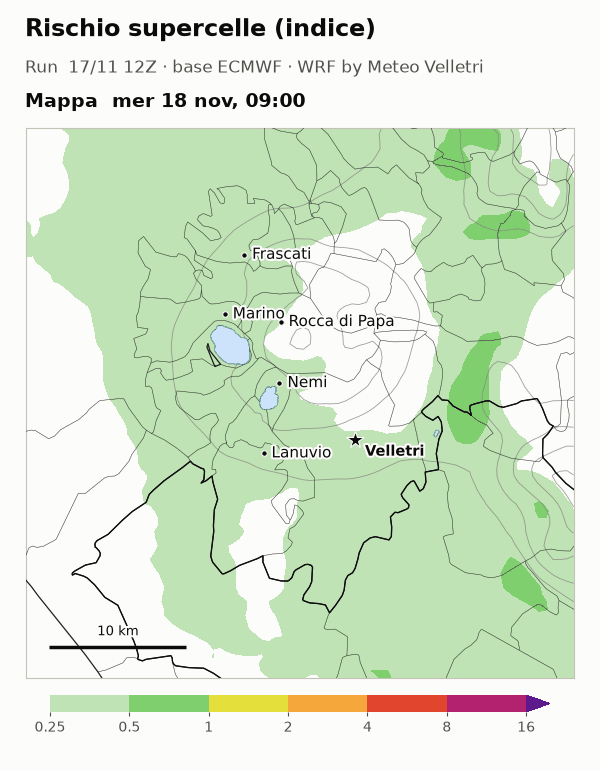 Rischio supercelle (indice)
Run  17/11 12Z · base ECMWF · WRF by Meteo Velletri
Mappa  mer 18 nov, 09:00
Frascati
Marino
Rocca di Papa
Nemi
Velletri
Lanuvio
10 km
0.25 0.5 1 2 4 8 16